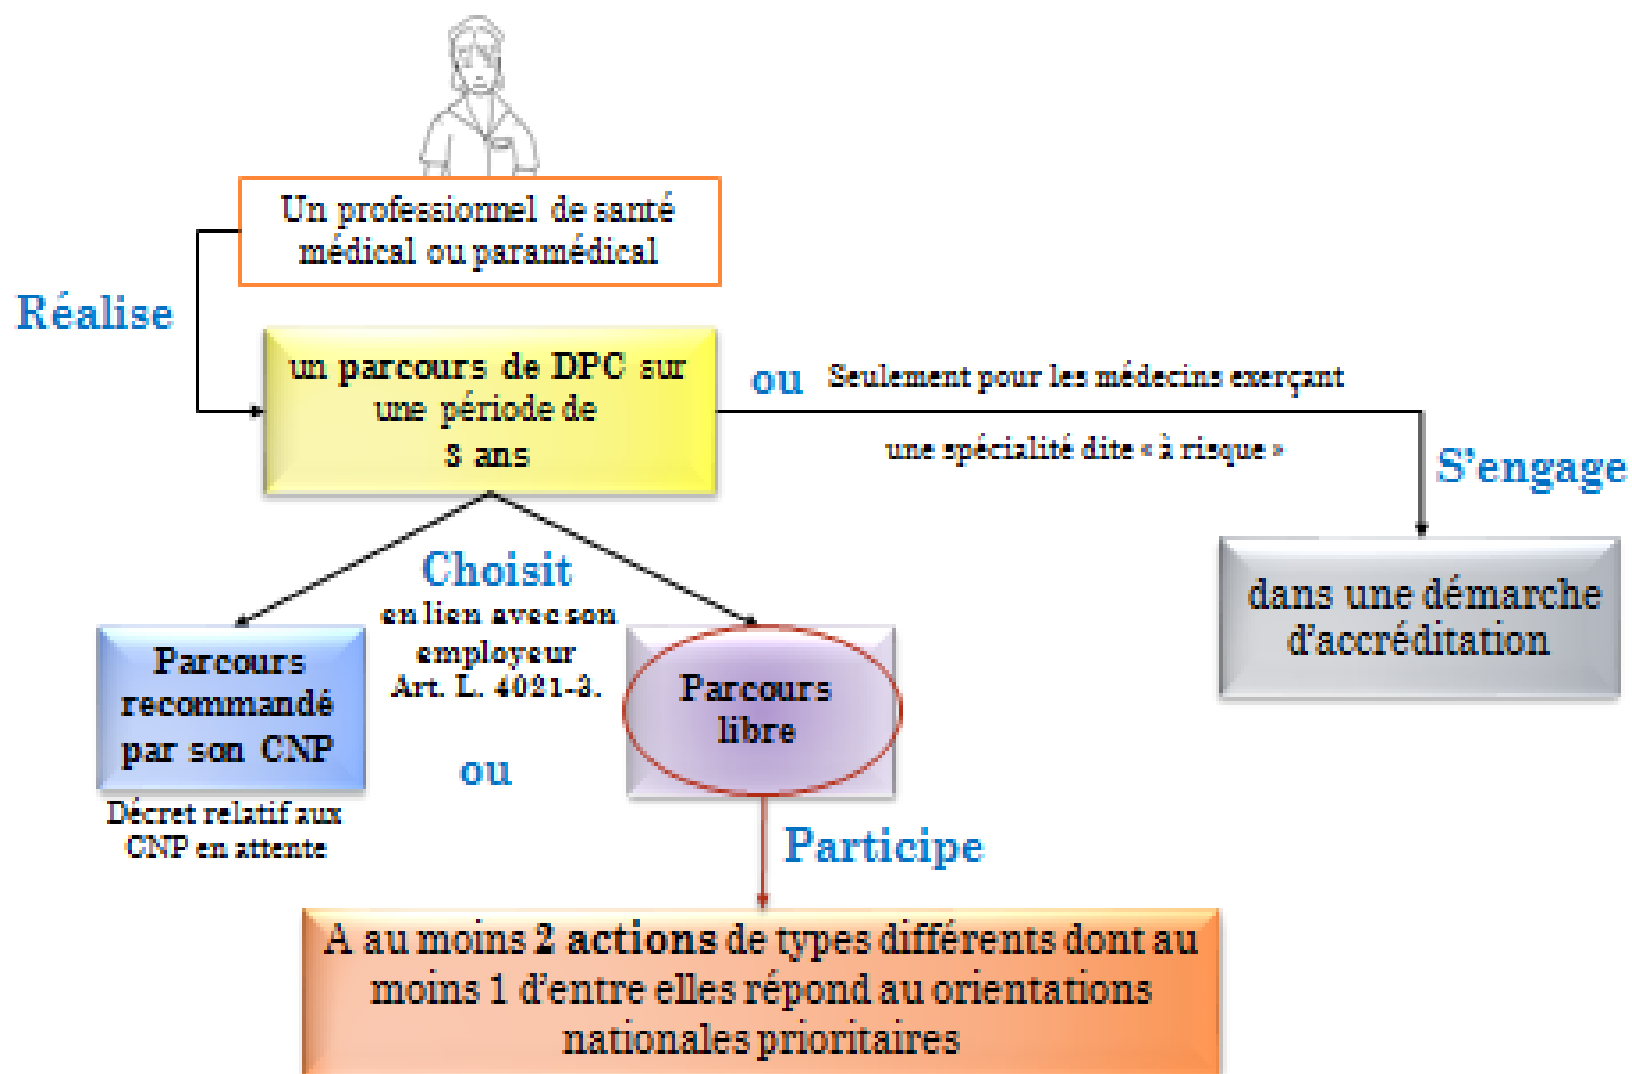 Un professionnel de santé
médical ou paramédical
Réalise
un parcours de DPC sur
une période de
3 ans
ou
Seulement pour les médecins exerçant
une spécialité dite « à risque »
S'engage
dans une démarche
d'accréditation
Choisit
en lien avec son
employeur
Art. L. 4021-3.
ou
Parcours
recommandé
par son CNP
Décret relatif aux
CNP en attente
Parcours
libre
Participe
A au moins 2 actions de types différents dont au
moins 1 d'entre elles répond au orientations
nationales prioritaires